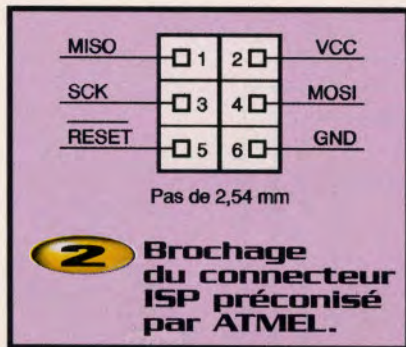 MISO 1 2 VCC
SCK 3 4 MOSI
RESET 5 6 GND
Pas de 2,54 mm
2 Brochage
du connecteur
ISP préconisé
par ATMEL.